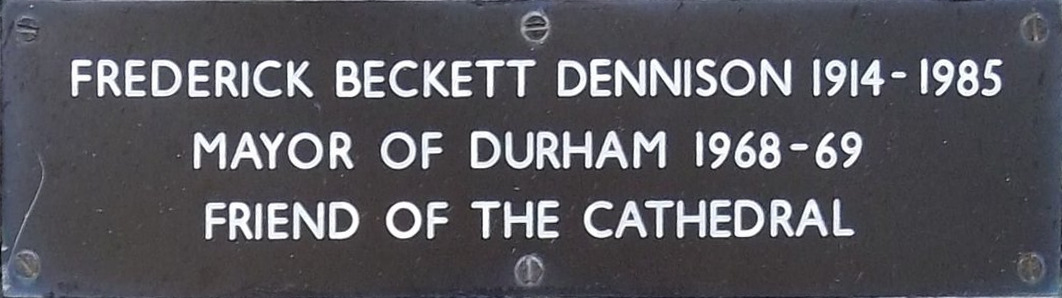 FREDERICK BECKETT DENNISON 1914-1985
MAYOR OF DURHAM 1968-69
FRIEND OF THE CATHEDRAL